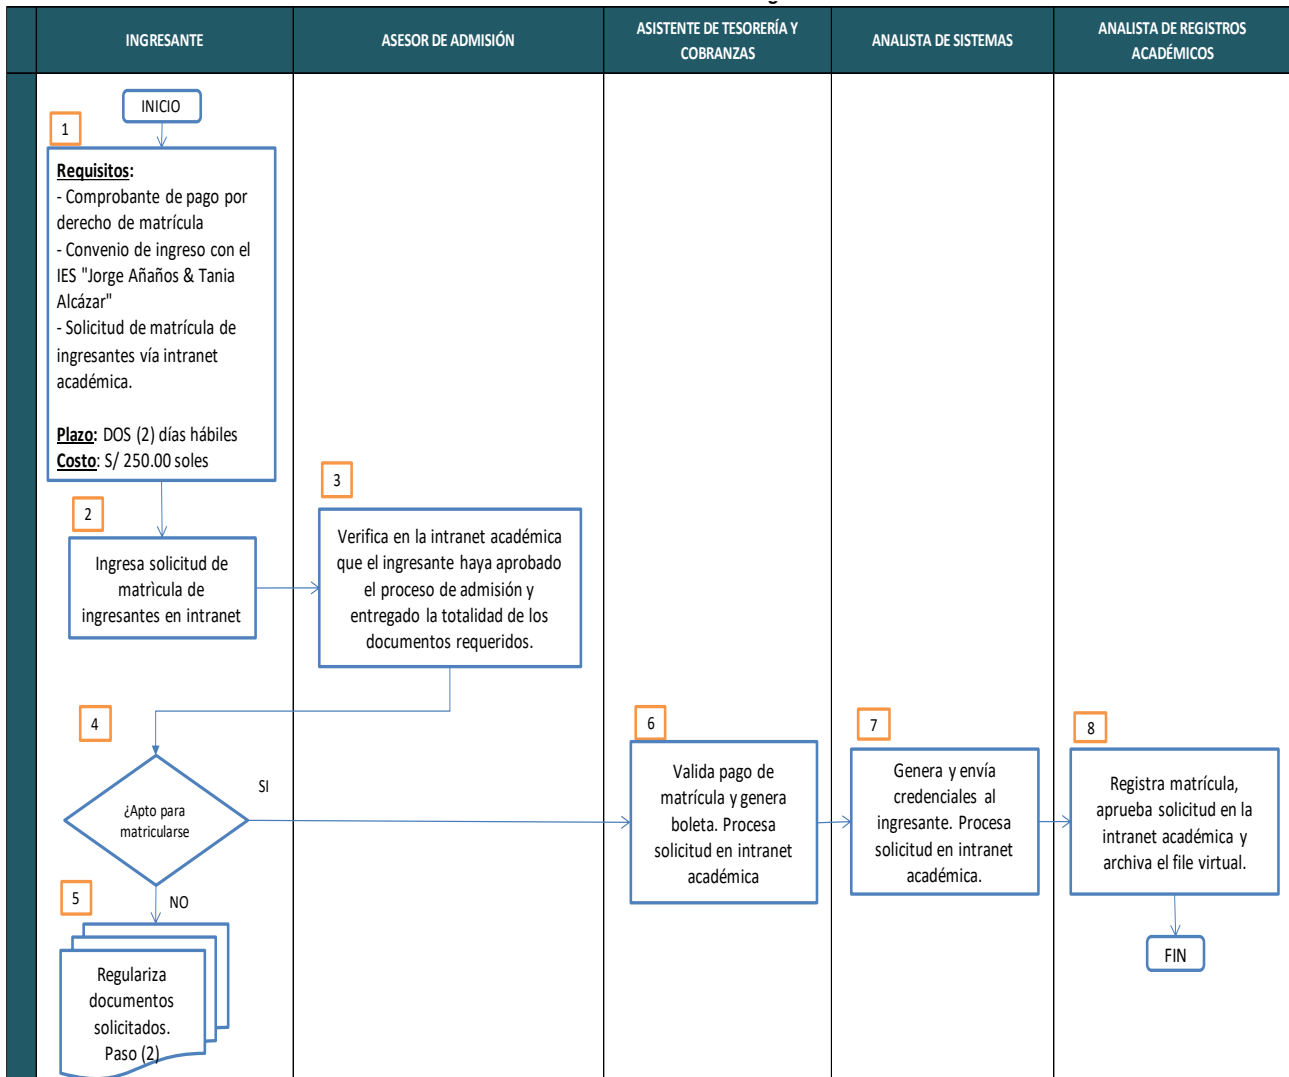 INGRESANTE
ASESOR DE ADMISIÓN
ASISTENTE DE TESORERÍA Y
COBRANZAS
ANALISTA DE SISTEMAS
ANALISTA DE REGISTROS
ACADÉMICOS
INICIO
1
Requisitos:
- Comprobante de pago por
derecho de matrícula
- Convenio de ingreso con el
IES "Jorge Añaños & Tania
Alcázar"
- Solicitud de matrícula de
ingresantes vía intranet
académica.
Plazo: DOS (2) días hábiles
Costo: S/ 250.00 soles
2
Ingresa solicitud de
matrìcula de
ingresantes en intranet
3
Verifica en la intranet académica
que el ingresante haya aprobado
el proceso de admisión y
entregado la totalidad de los
documentos requeridos.
4
¿Apto para
matricularse
SI
NO
5
Regulariza
documentos
solicitados.
Paso (2)
6
Valida pago de
matrícula y genera
boleta. Procesa
solicitud en intranet
académica
7
Genera y envía
credenciales al
ingresante. Procesa
solicitud en intranet
académica.
8
Registra matrícula,
aprueba solicitud en la
intranet académica y
archiva el file virtual.
FIN